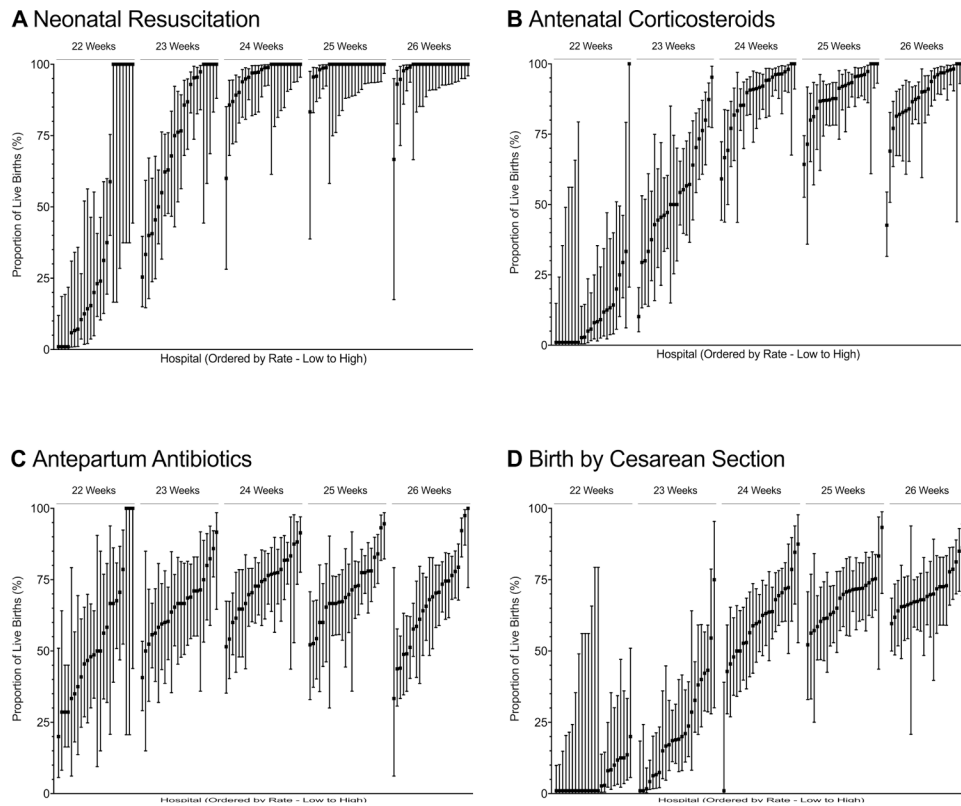 A Neonatal Resuscitation
22 Weeks 23 Weeks 24 Weeks 25 Weeks 26 Weeks
100
75
50
25
0
Proportion of Live Births (%)
Hospital (Ordered by Rate - Low to High)
B Antenatal Corticosteroids
22 Weeks 23 Weeks 24 Weeks 25 Weeks 26 Weeks
100
75
50
25
0
Proportion of Live Births (%)
Hospital (Ordered by Rate - Low to High)
C Antepartum Antibiotics
22 Weeks 23 Weeks 24 Weeks 25 Weeks 26 Weeks
100
75
50
25
0
Proportion of Live Births (%)
Hospital (Ordered by Rate - Low to High)
D Birth by Cesarean Section
22 Weeks 23 Weeks 24 Weeks 25 Weeks 26 Weeks
100
75
50
25
0
Proportion of Live Births (%)
Hospital (Ordered by Rate - Low to High)